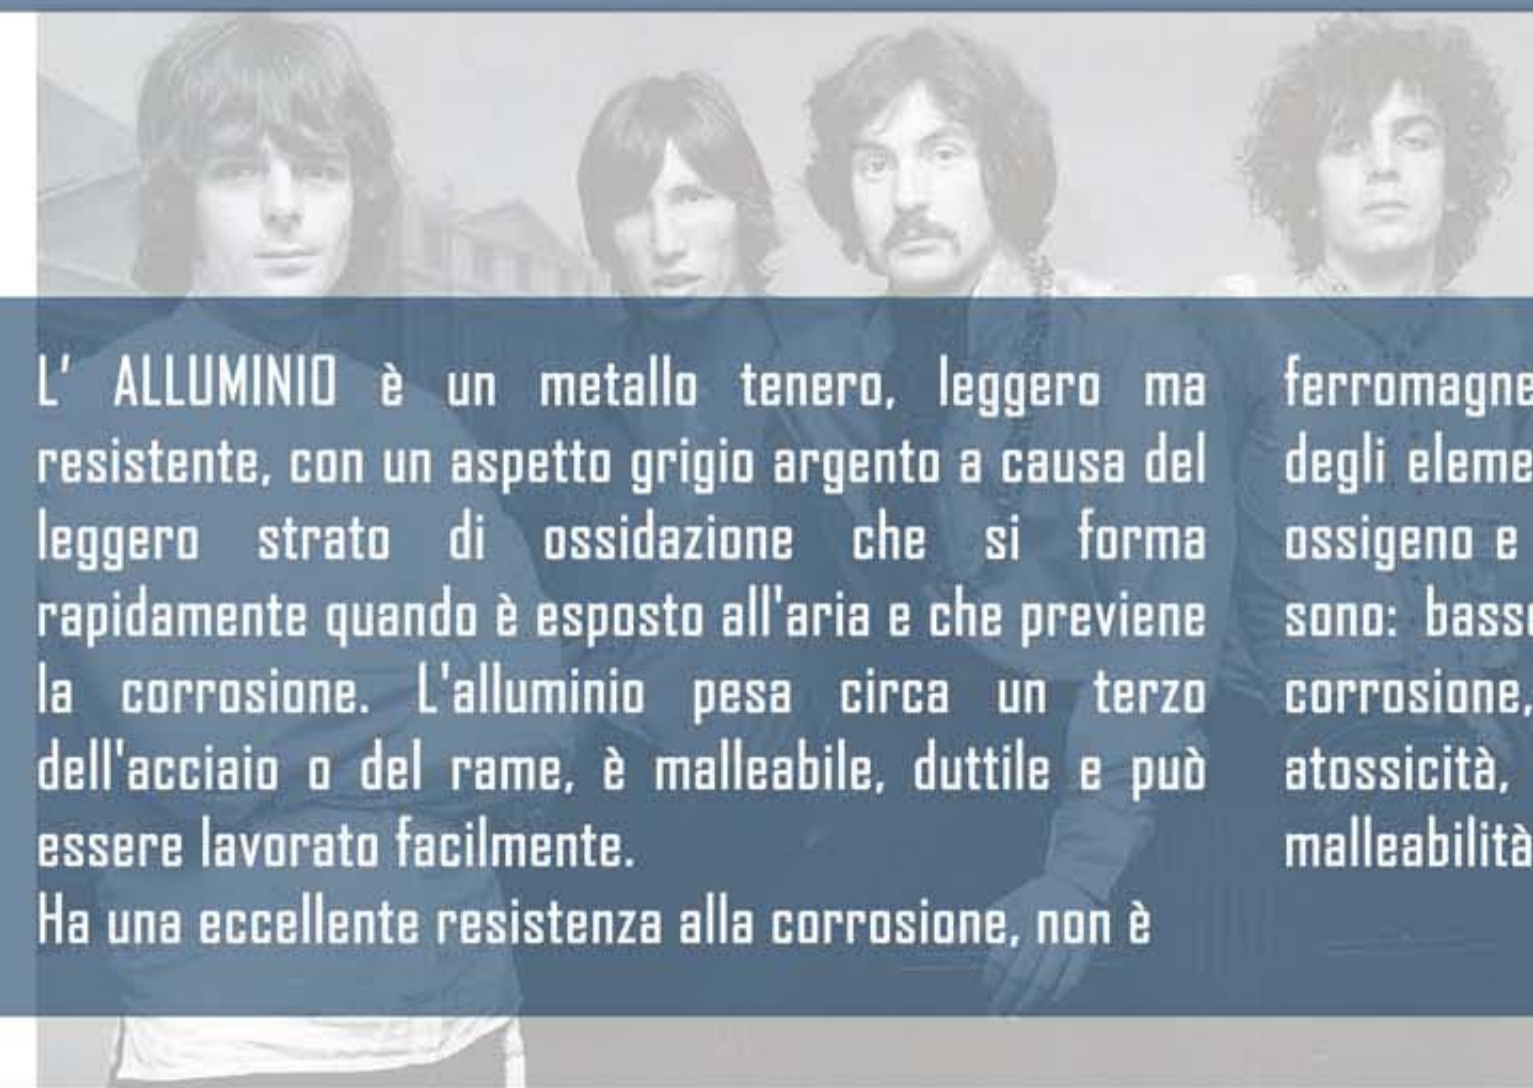 L' ALLUMINIO è un metallo tenero, leggero ma
resistente, con un aspetto grigio argento a causa del
leggero strato di ossidazione che si forma
rapidamente quando è esposto all'aria e che previene
la corrosione. L'alluminio pesa circa un terzo
dell'acciaio o del rame, è malleabile, duttile e può
essere lavorato facilmente.
Ha una eccellente resistenza alla corrosione, non è
ferromagne
degli eleme
ossigeno e
sono: bass
corrosione,
atossicità,
malleabilità